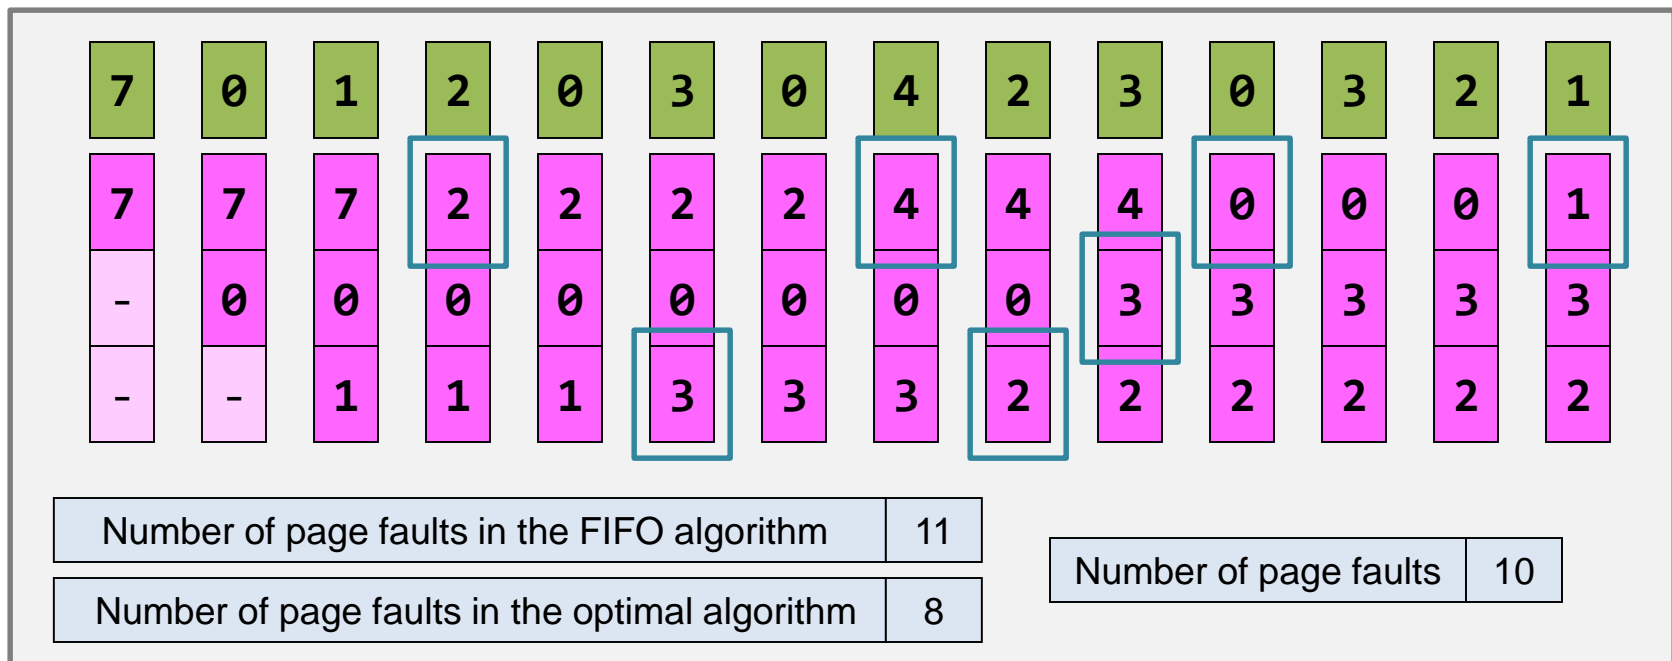 7 0 1 2 0 3 0 4 2 3 0 3 2 1
7 7 7 2 2 2 2 4 4 4 0 0 0 1
- 0 0 0 0 0 0 0 0 3 3 3 3 3
- - 1 1 1 3 3 3 2 2 2 2 2 2
Number of page faults in the FIFO algorithm 11
Number of page faults in the optimal algorithm 8
Number of page faults 10